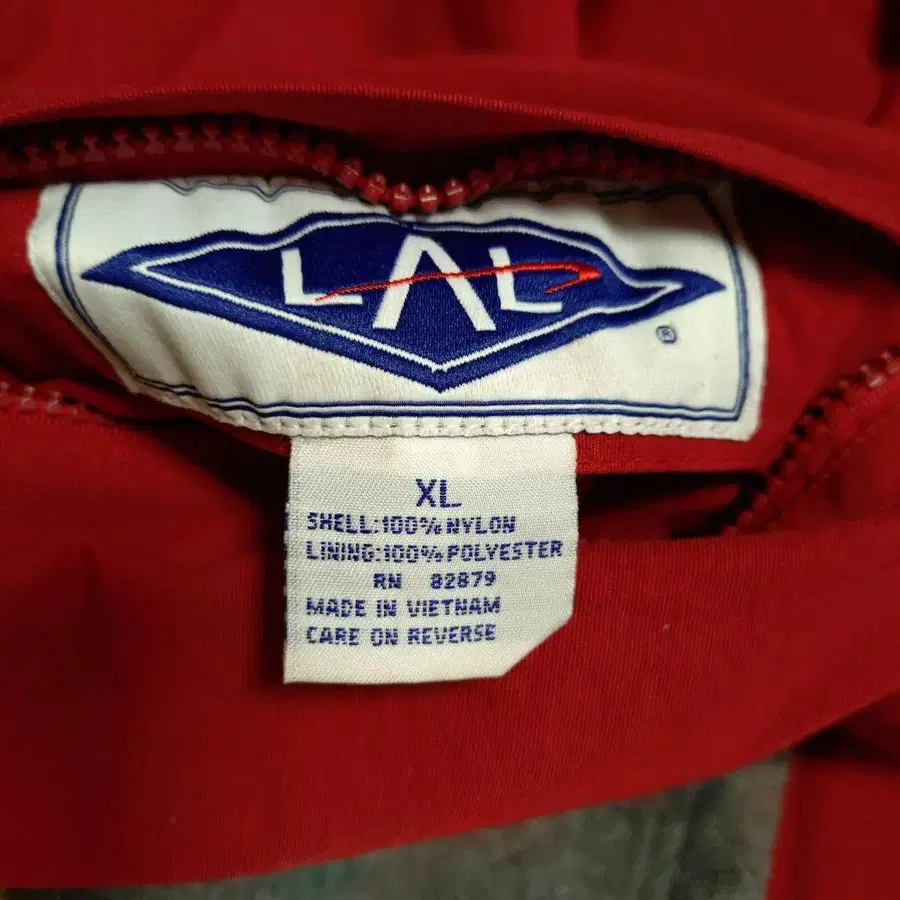 LAL
®
XL
SHELL:100% NYLON
LINING:100% POLYESTER
RN 82879
MADE IN VIETNAM
CARE ON REVERSE